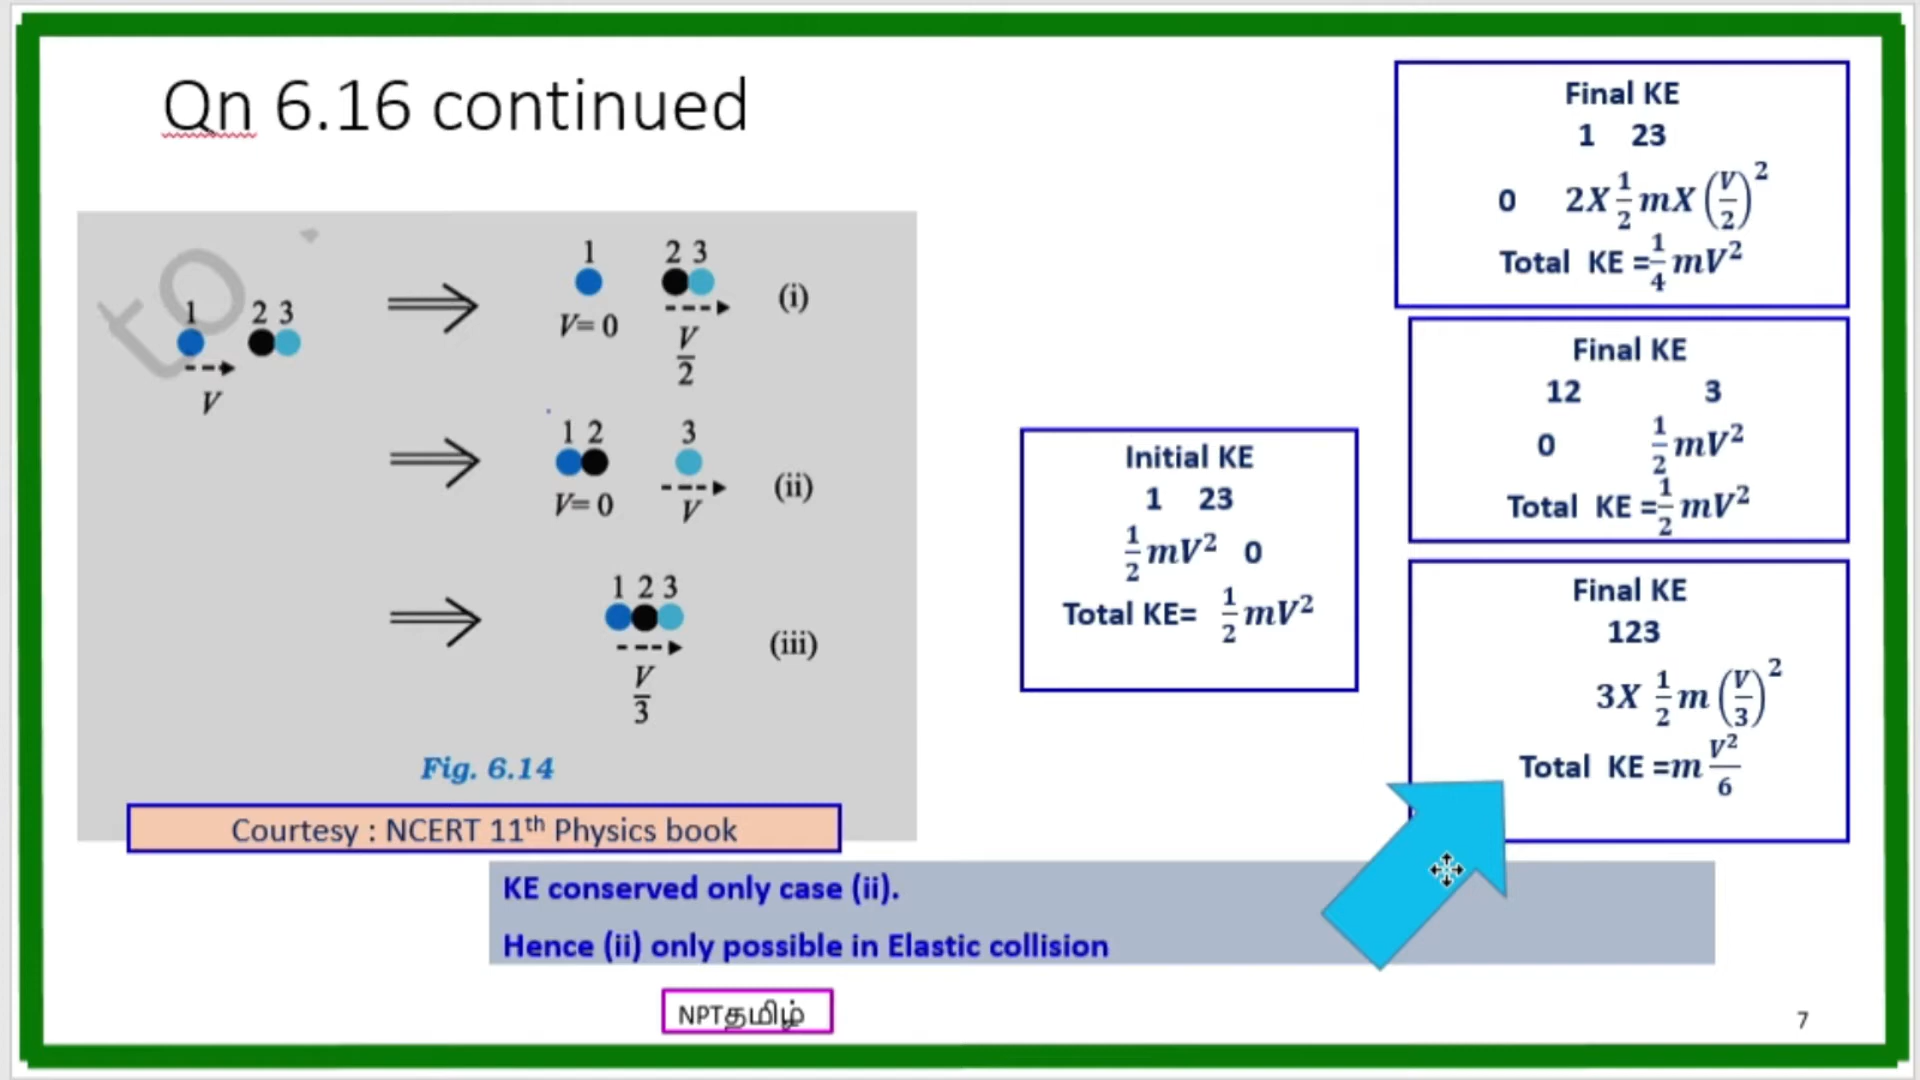 Qn 6.16 continued
to
1 2 3
V
1 2 3
V= 0 V/2 (i)
1 2 3
V= 0 V (ii)
1 2 3
V/3 (iii)
Fig. 6.14
Courtesy : NCERT 11th Physics book
Initial KE
1 23
1/2 mV² 0
Total KE= 1/2 mV²
Final KE
1 23
0 2X 1/2 mX (V/2)²
Total KE = 1/4 mV²
Final KE
12 3
0 1/2 mV²
Total KE = 1/2 mV²
Final KE
123
3X 1/2 m (V/3)²
Total KE =m V²/6
KE conserved only case (ii).
Hence (ii) only possible in Elastic collision
NPTதமிழ்
7